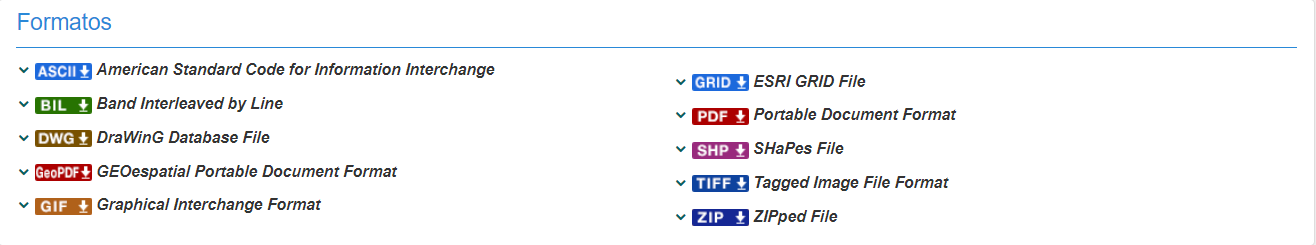 Formatos
ASCII American Standard Code for Information Interchange
BIL Band Interleaved by Line
DWG DraWinG Database File
GeoPDF GEOespatial Portable Document Format
GIF Graphical Interchange Format
GRID ESRI GRID File
PDF Portable Document Format
SHP SHaPes File
TIFF Tagged Image File Format
ZIP ZIPped File